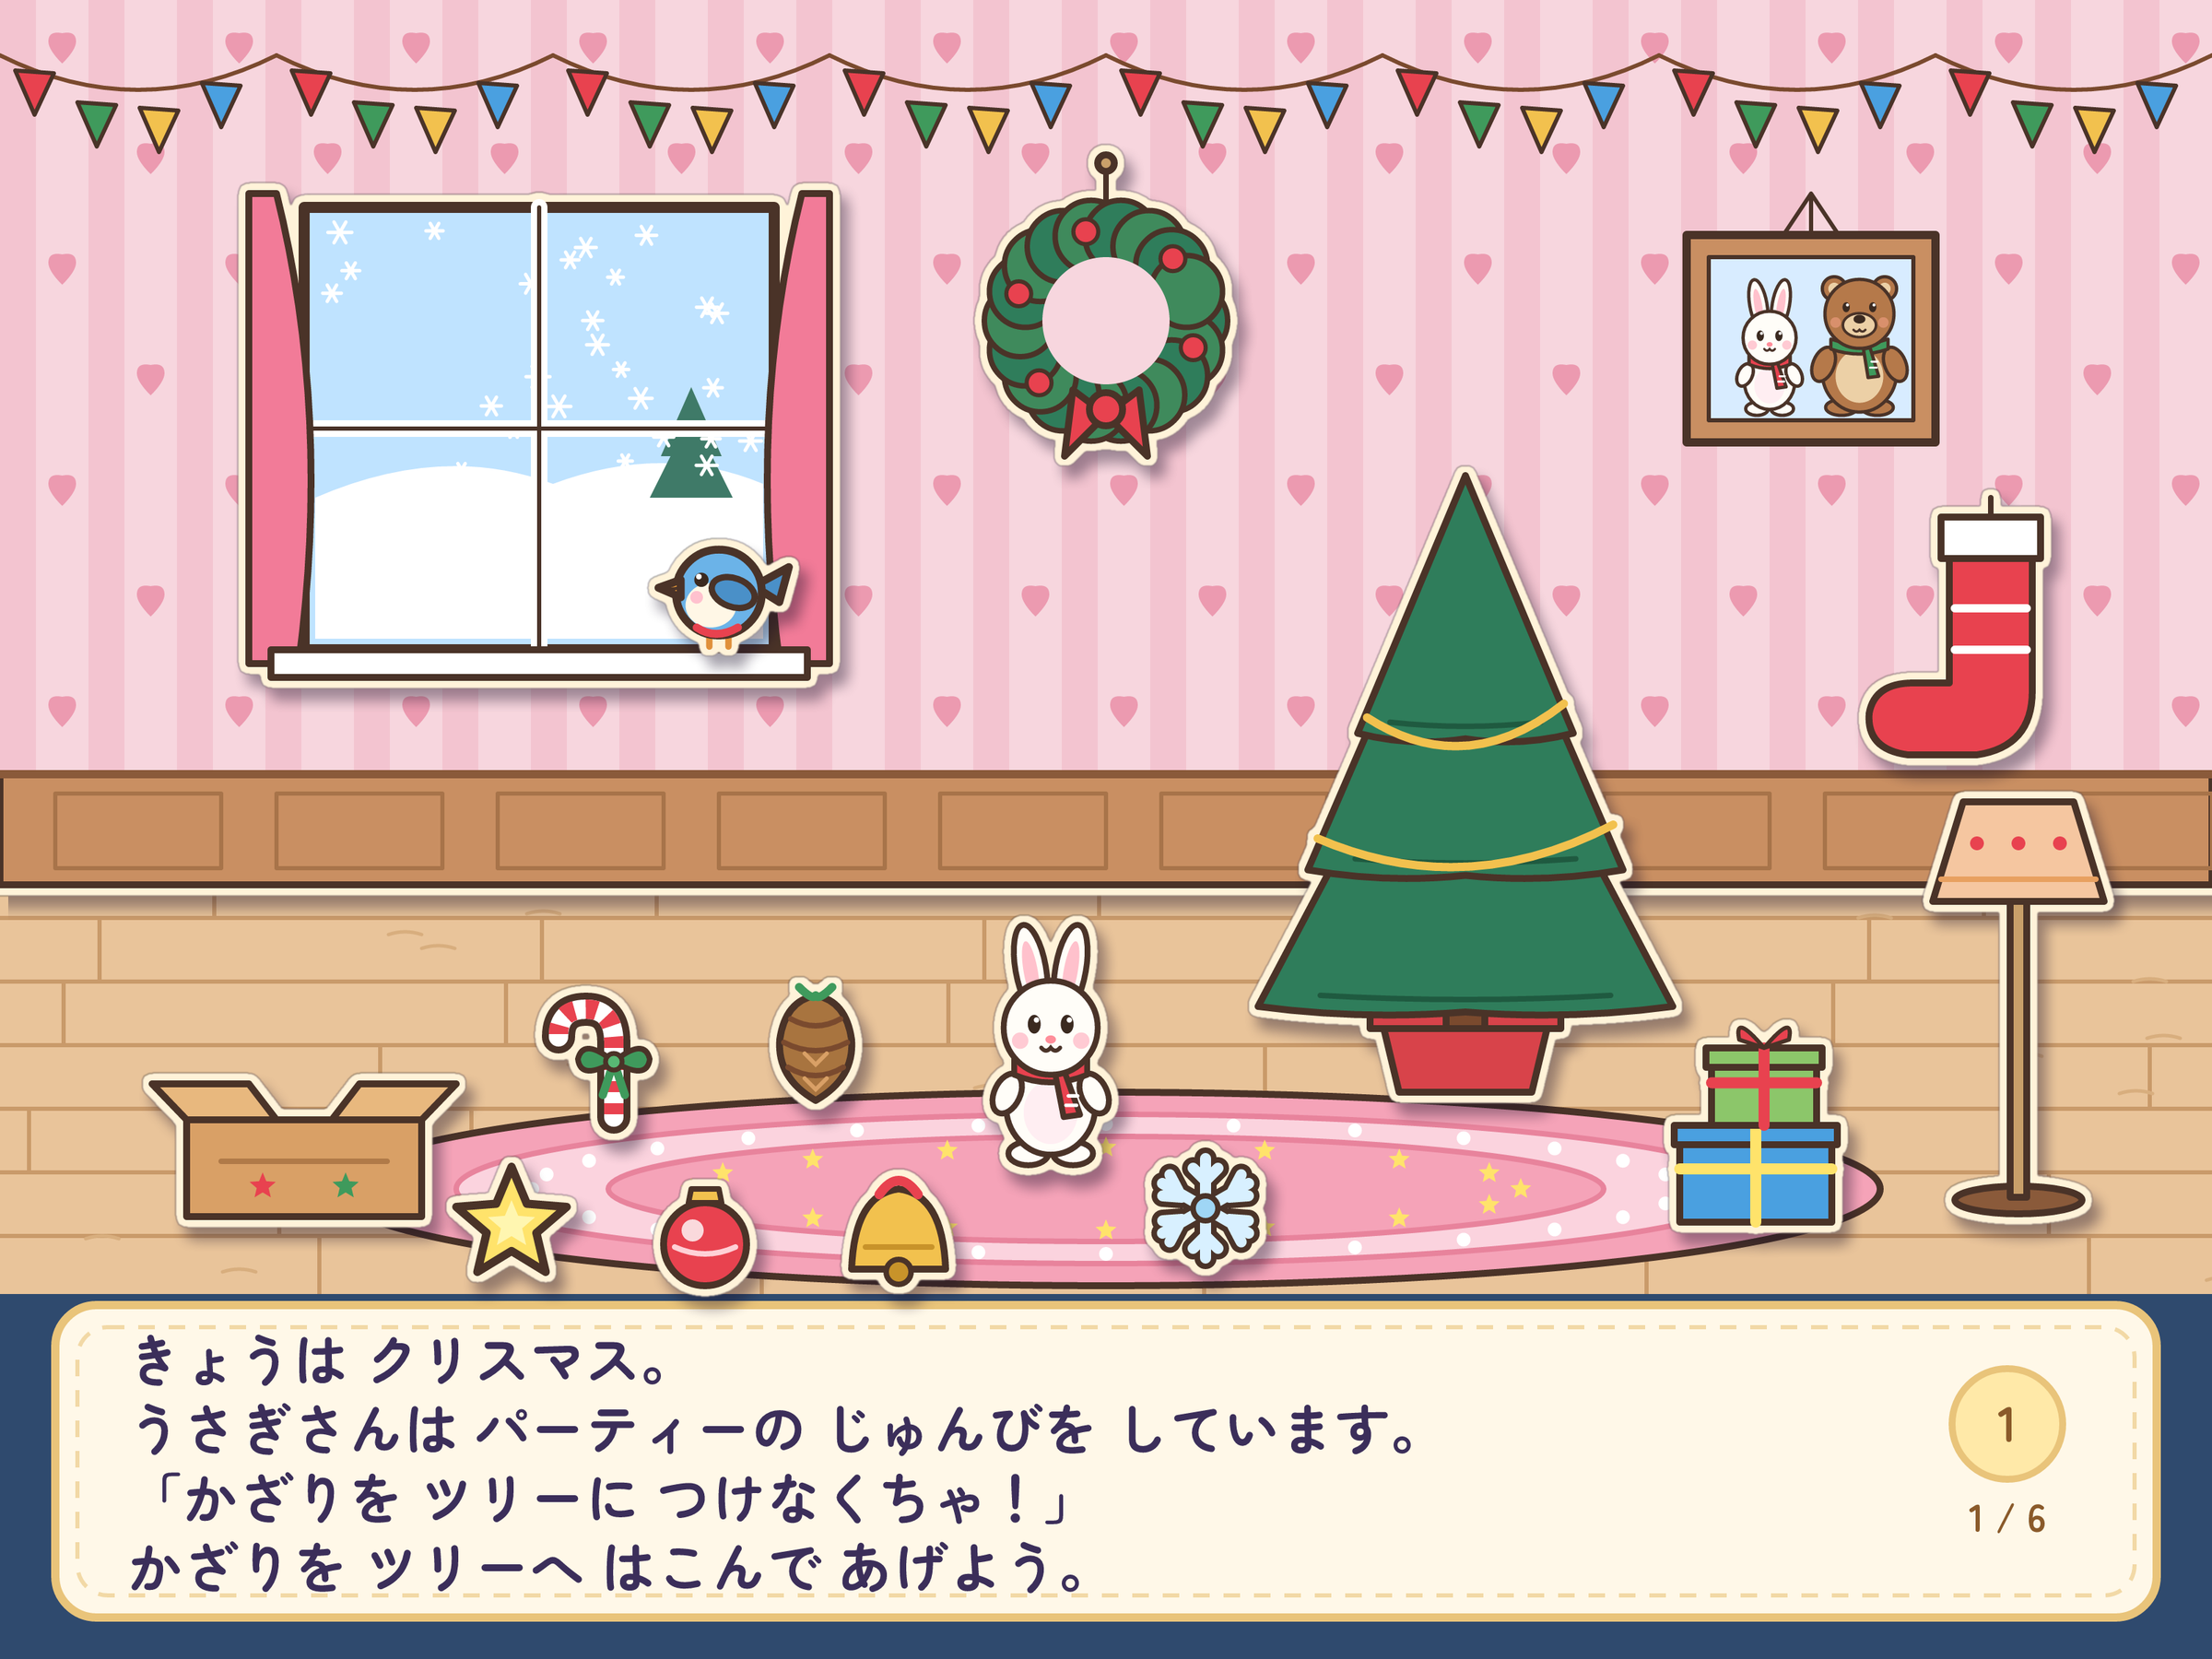 きょうは クリスマス。
うさぎさんは パーティーの じゅんびを しています。
「かざりを ツリーに つけなくちゃ！」
かざりを ツリーへ はこんで あげよう。
1
1 / 6